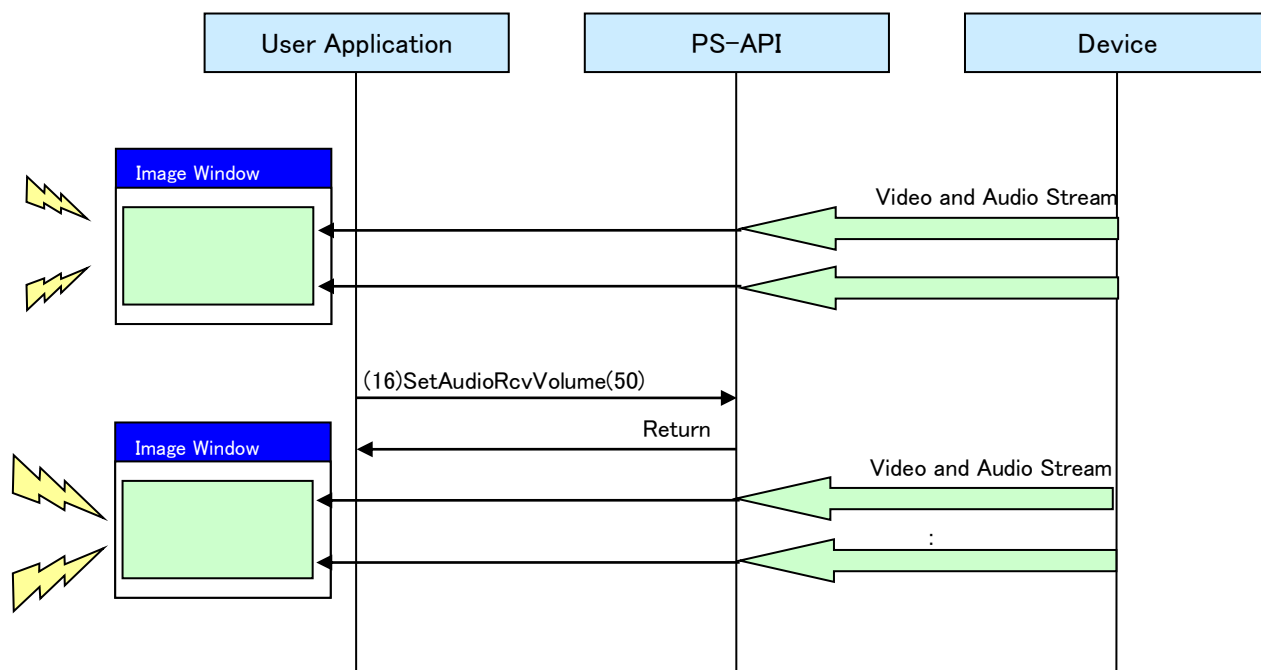 User Application
PS-API
Device
Image Window
Video and Audio Stream
(16)SetAudioRcvVolume(50)
Return
Image Window
Video and Audio Stream
: